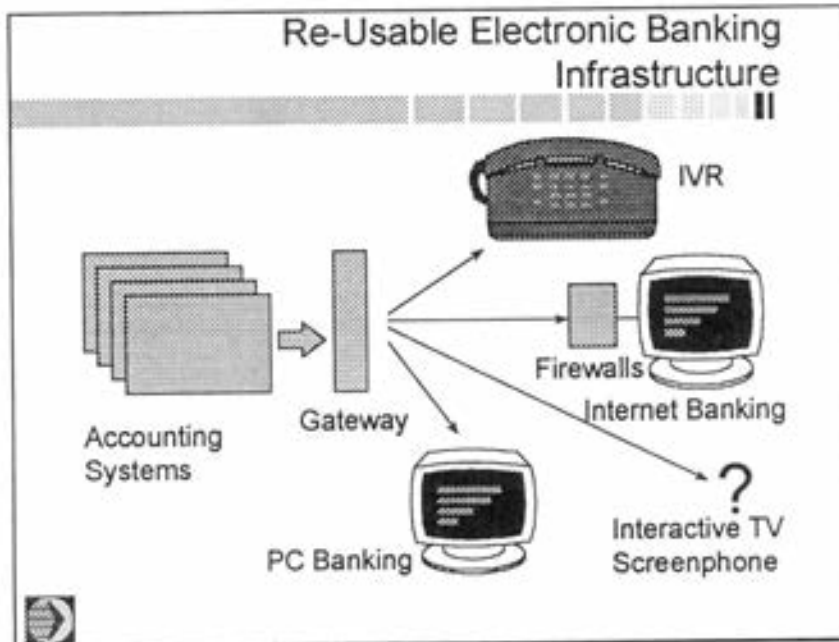 Re-Usable Electronic Banking
Infrastructure
IVR
Firewalls
Internet Banking
Gateway
Accounting
Systems
?
Interactive TV
Screenphone
PC Banking